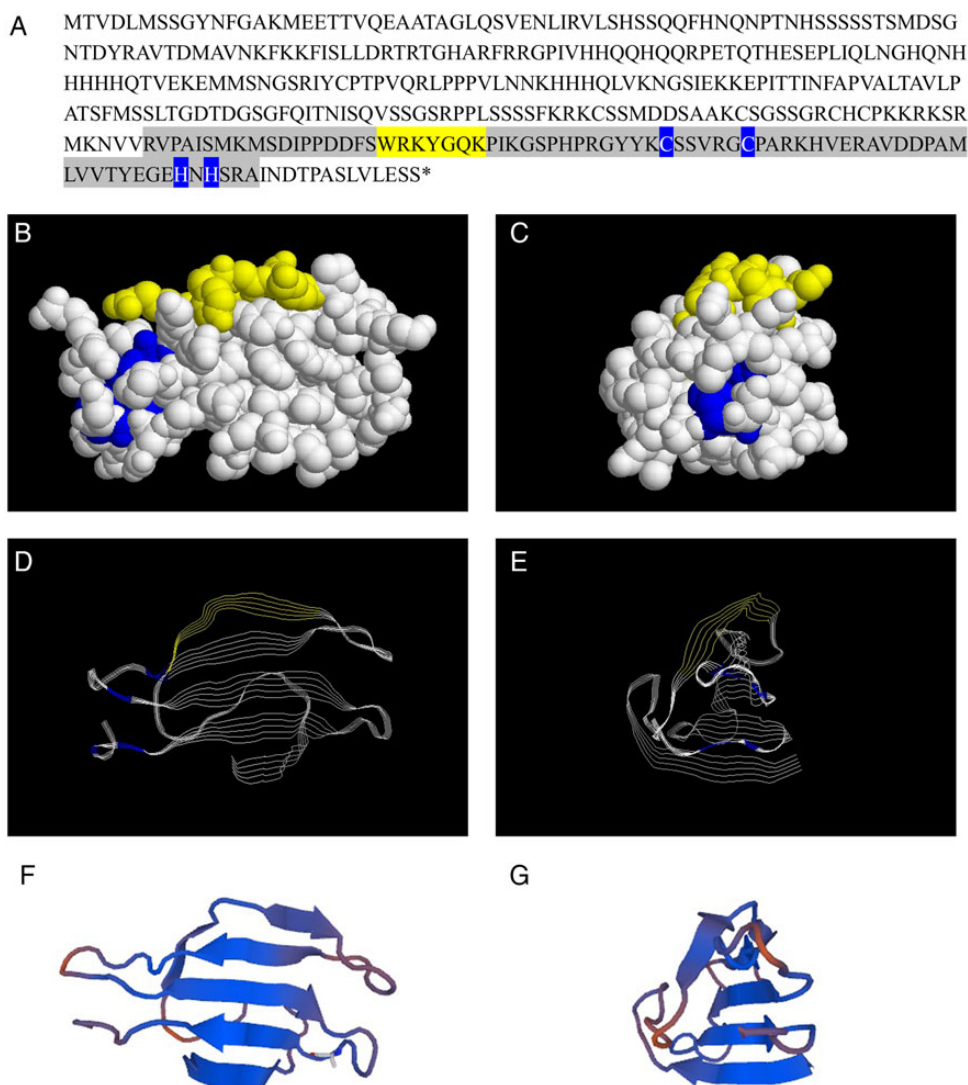 A
MTVDLMSSGYNFGAKMEETTVQEAATAGLQSVENLIRVLSHSSQQFHNQNPTNHSSSSSTSMDSG
NTDYRAVTDMAVNKFKKFISLLDRTRTGHARFRRGPIVHHQQHQQRPETQTHESEPLIQLNGHQNH
HHHHQTVEKEMMSNGSRIYCPTPVQRLPPPVLNNKHHHQLVKNGSIEKKEPITTINFAPVALTAVLP
ATSFMSSLTGDTDGSGFQITNISQVSSGSRPPLSSSSFKRKCSSMDDSAAKCSGSSGRCHCPKKRKSR
MKNVVRVPAISMKMSDIPPDDFSWRKYGQKPIKGSPHPRGYYKCSSVRGCPARKHVERAVDDPAM
LVVTYEGEHNHSRAINDTPASLVLESS*
B
C
D
E
F
G